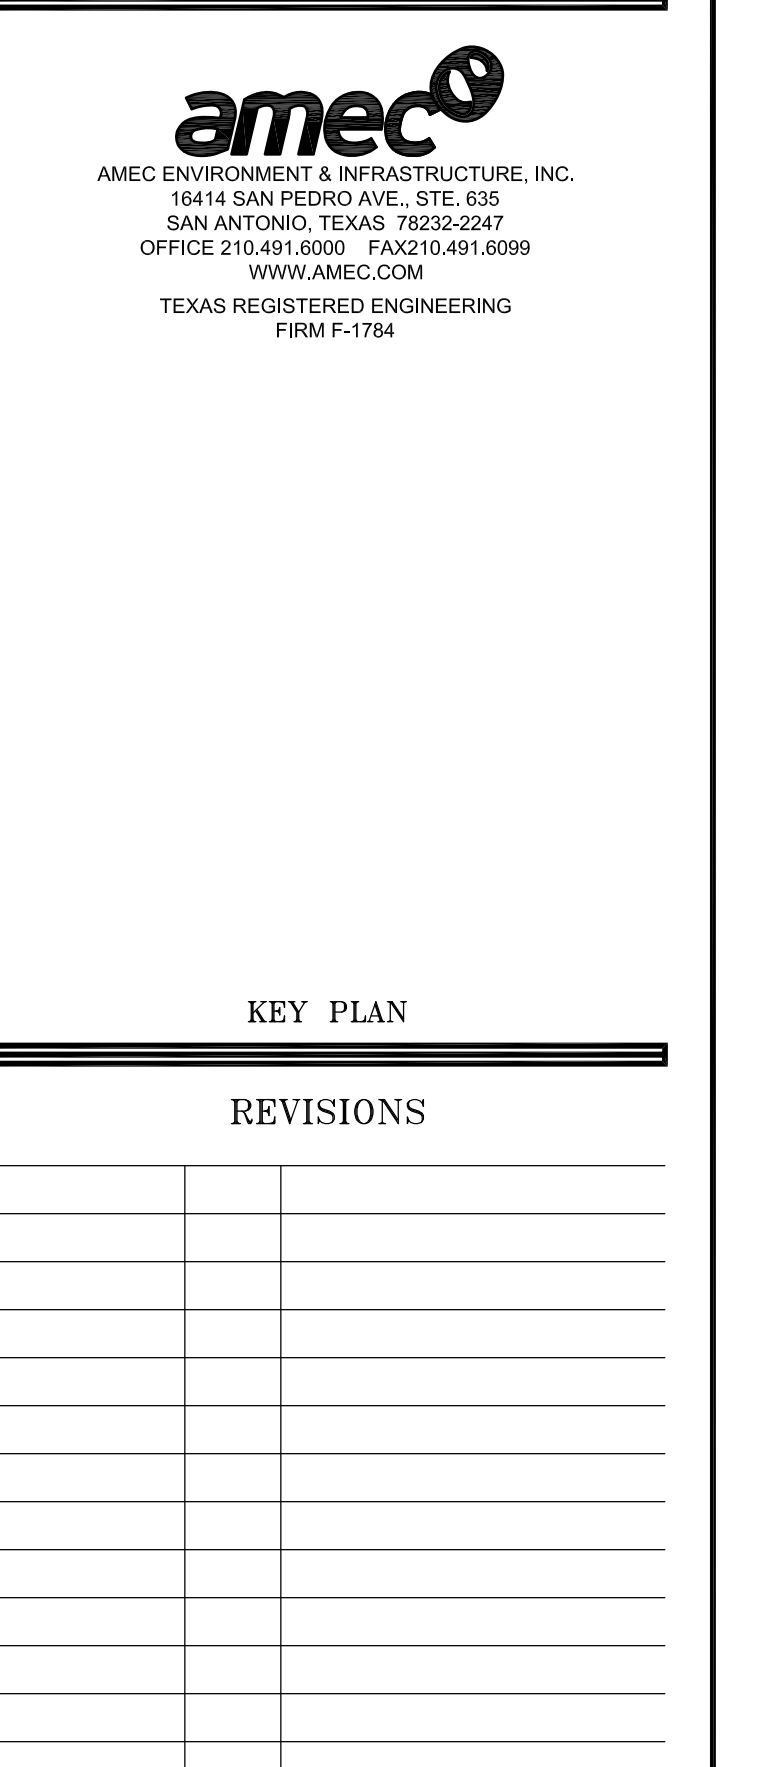 amec
AMEC ENVIRONMENT & INFRASTRUCTURE, INC.
16414 SAN PEDRO AVE., STE. 635
SAN ANTONIO, TEXAS 78232-2247
OFFICE 210.491.6000 FAX210.491.6099
WWW.AMEC.COM
TEXAS REGISTERED ENGINEERING
FIRM F-1784
KEY PLAN
REVISIONS